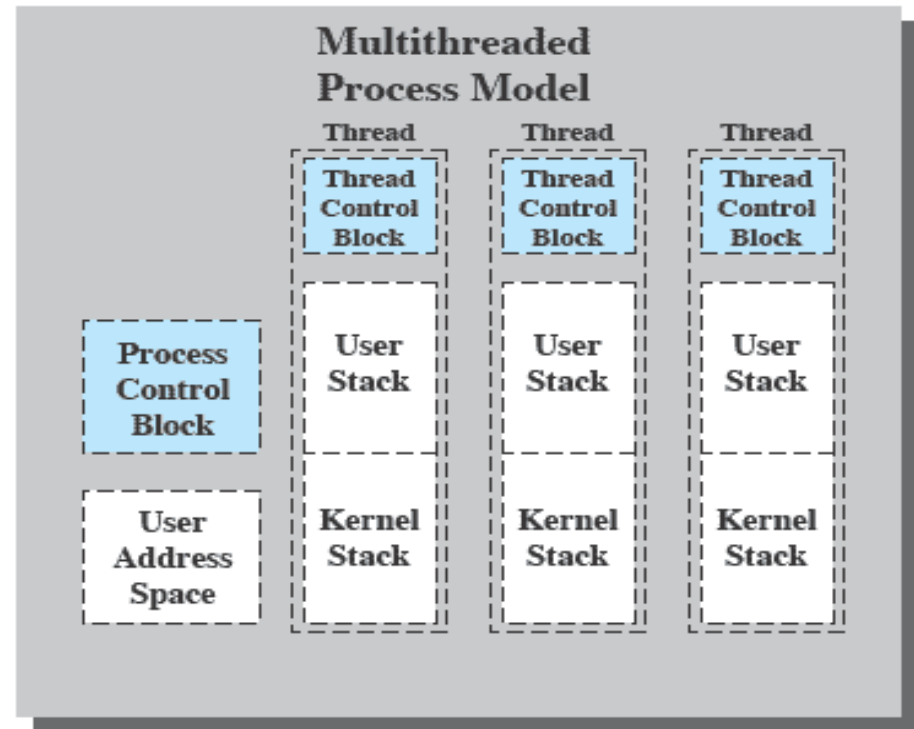 Multithreaded
Process Model
Thread
Thread
Control
Block
User
Stack
Kernel
Stack
Thread
Thread
Control
Block
User
Stack
Kernel
Stack
Thread
Thread
Control
Block
User
Stack
Kernel
Stack
Process
Control
Block
User
Address
Space